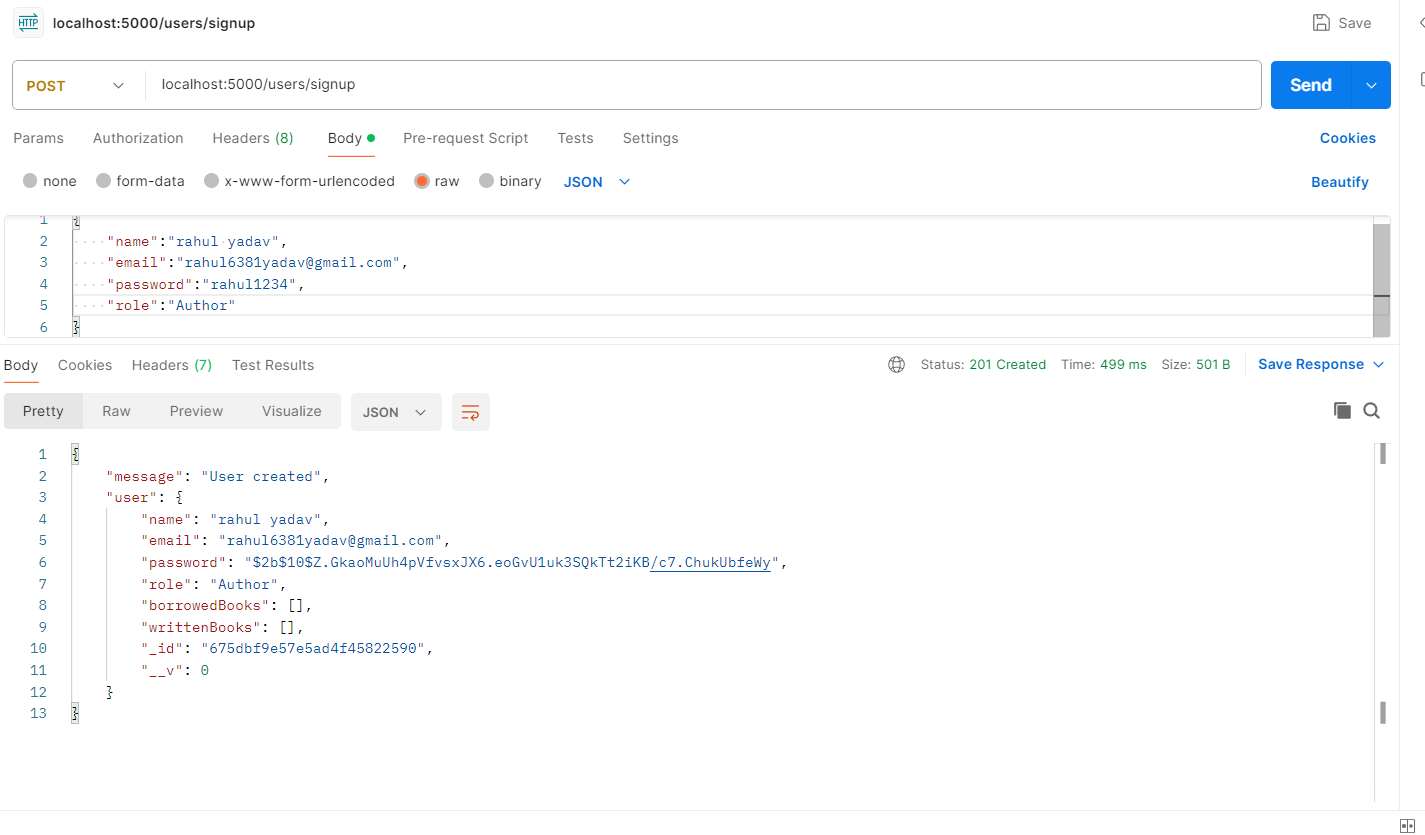 HTTP localhost:5000/users/signup Save
POST localhost:5000/users/signup Send
Params Authorization Headers (8) Body Pre-request Script Tests Settings Cookies
none form-data x-www-form-urlencoded raw binary JSON Beautify
1 {
2 "name":"rahul yadav",
3 "email":"rahul6381yadav@gmail.com",
4 "password":"rahul1234",
5 "role":"Author"
6 }
Body Cookies Headers (7) Test Results Status: 201 Created Time: 499 ms Size: 501 B Save Response
Pretty Raw Preview Visualize JSON
1 {
2 "message": "User created",
3 "user": {
4 "name": "rahul yadav",
5 "email": "rahul6381yadav@gmail.com",
6 "password": "$2b$10$Z.GkaoMuUh4pVfvsxJX6.eoGvU1uk3SQkTt2iKB/c7.ChukUbfeWy",
7 "role": "Author",
8 "borrowedBooks": [],
9 "writtenBooks": [],
10 "_id": "675dbf9e57e5ad4f45822590",
11 "__v": 0
12 }
13 }